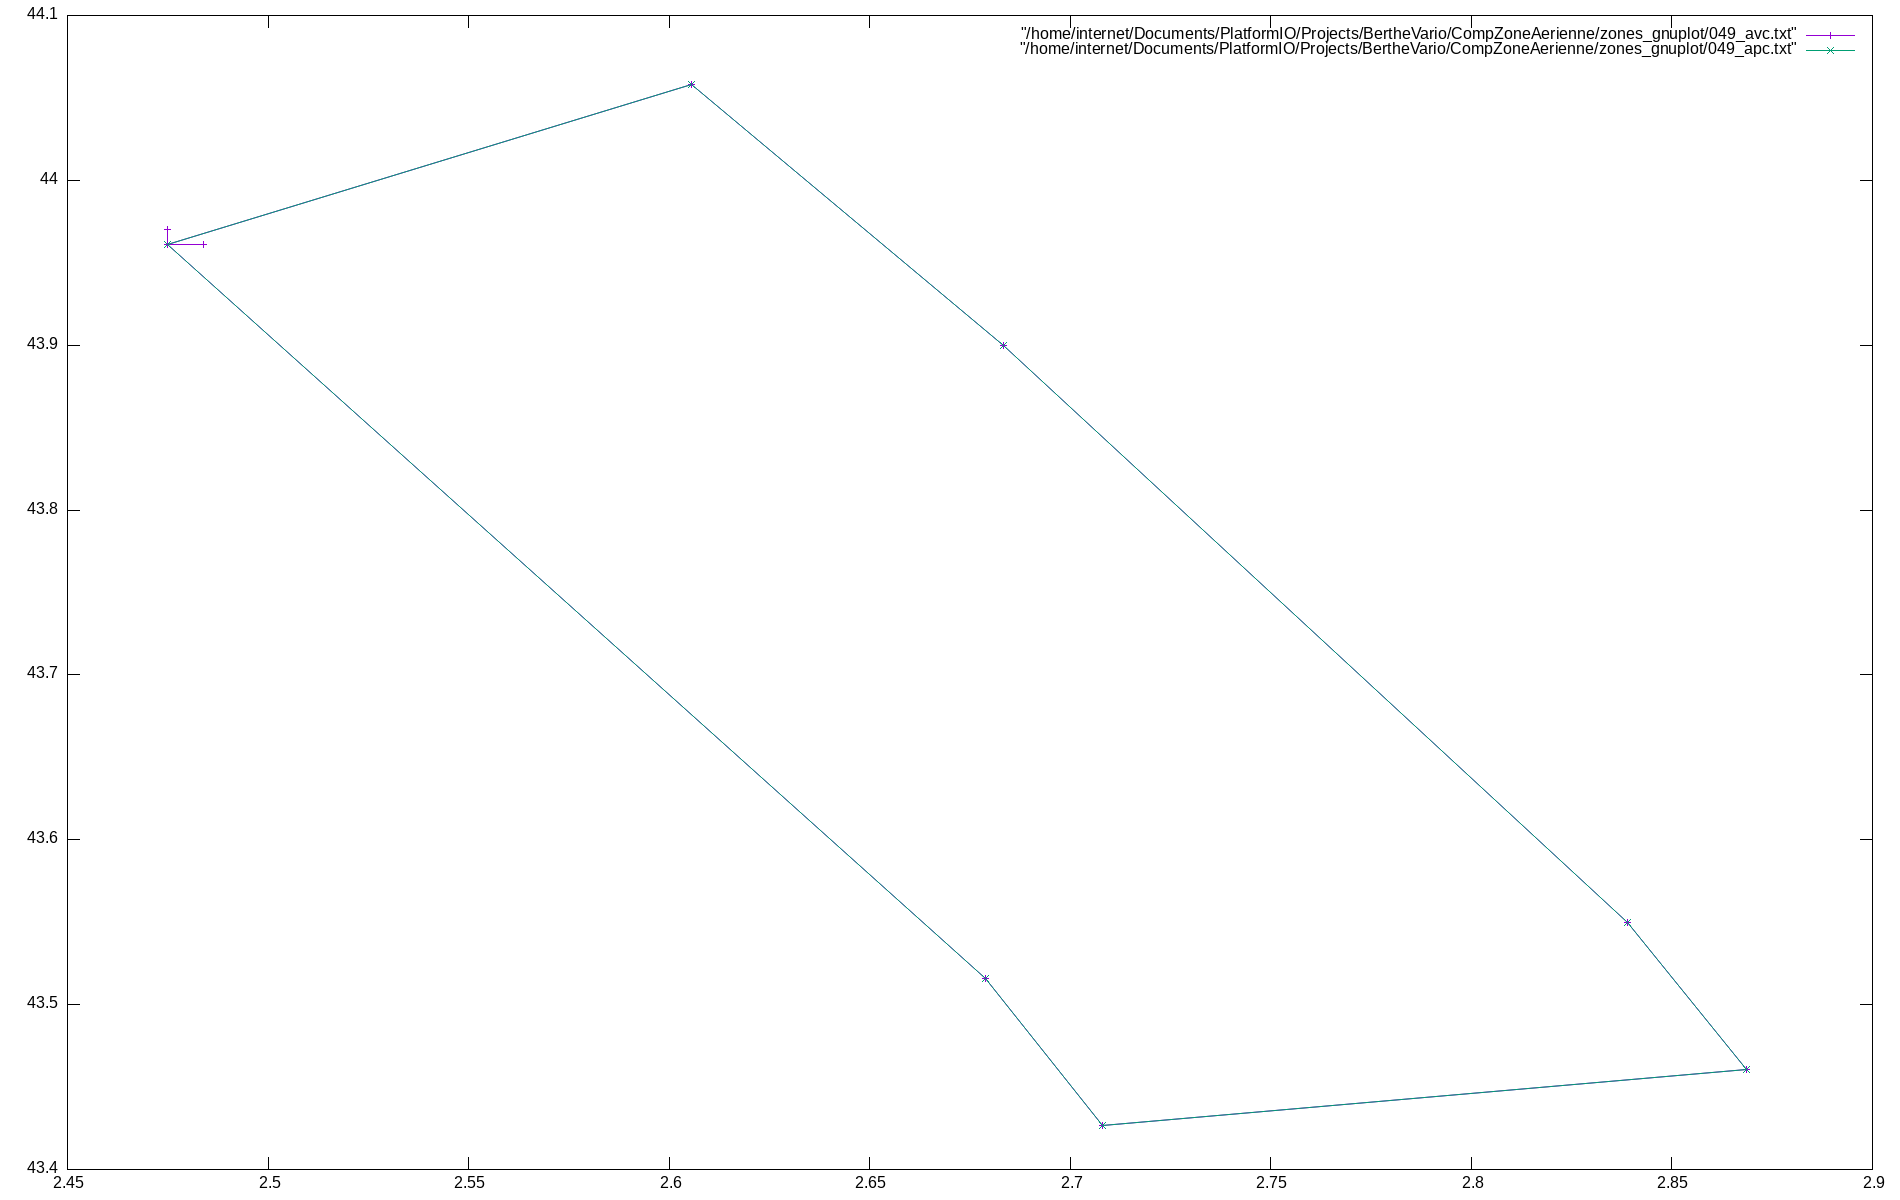 44.1
"/home/internet/Documents/PlatformIO/Projects/BertheVario/CompZoneAerienne/zones_gnuplot/049_avc.txt"
"/home/internet/Documents/PlatformIO/Projects/BertheVario/CompZoneAerienne/zones_gnuplot/049_apc.txt"
44
43.9
43.8
43.7
43.6
43.5
43.4
2.45 2.5 2.55 2.6 2.65 2.7 2.75 2.8 2.85 2.9